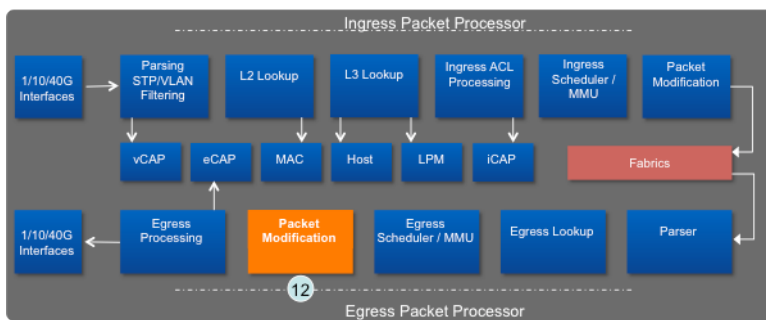 Ingress Packet Processor
1/10/40G
Interfaces
Parsing
STP/VLAN
Filtering
L2 Lookup
L3 Lookup
Ingress ACL
Processing
Ingress
Scheduler /
MMU
Packet
Modification
vCAP
eCAP
MAC
Host
LPM
iCAP
Fabrics
1/10/40G
Interfaces
Egress
Processing
Packet
Modification
Egress
Scheduler / MMU
Egress Lookup
Parser
12
Egress Packet Processor